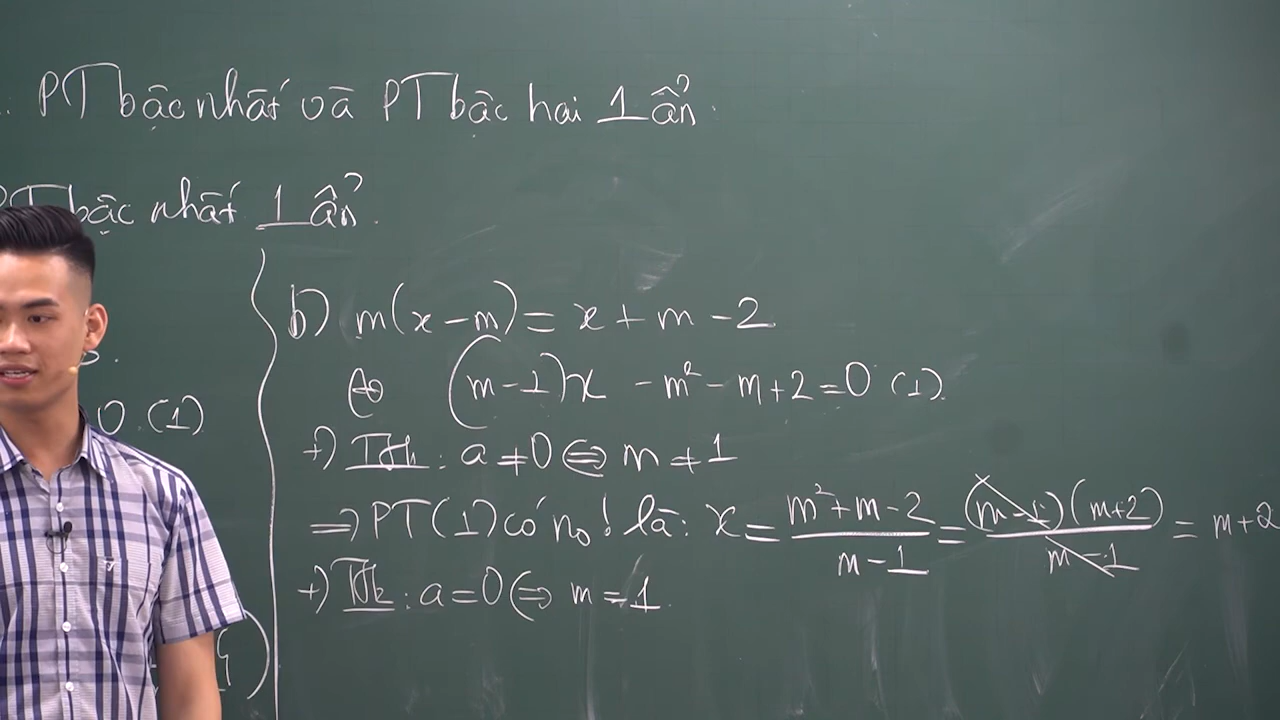 . PT bậc nhất và PT bậc hai 1 ẩn.
PT bậc nhất 1 ẩn.
0 (1)
b) m(x-m) = x + m - 2
⇔ (m-1)x - m² - m + 2 = 0 (1).
+) TH1: a ≠ 0 ⇔ m ≠ 1
⇒ PT(1) có n₀! là: x = \frac{m²+m-2}{m-1} = \frac{(m-1)(m+2)}{m-1} = m+2
+) TH2: a = 0 ⇔ m = 1.